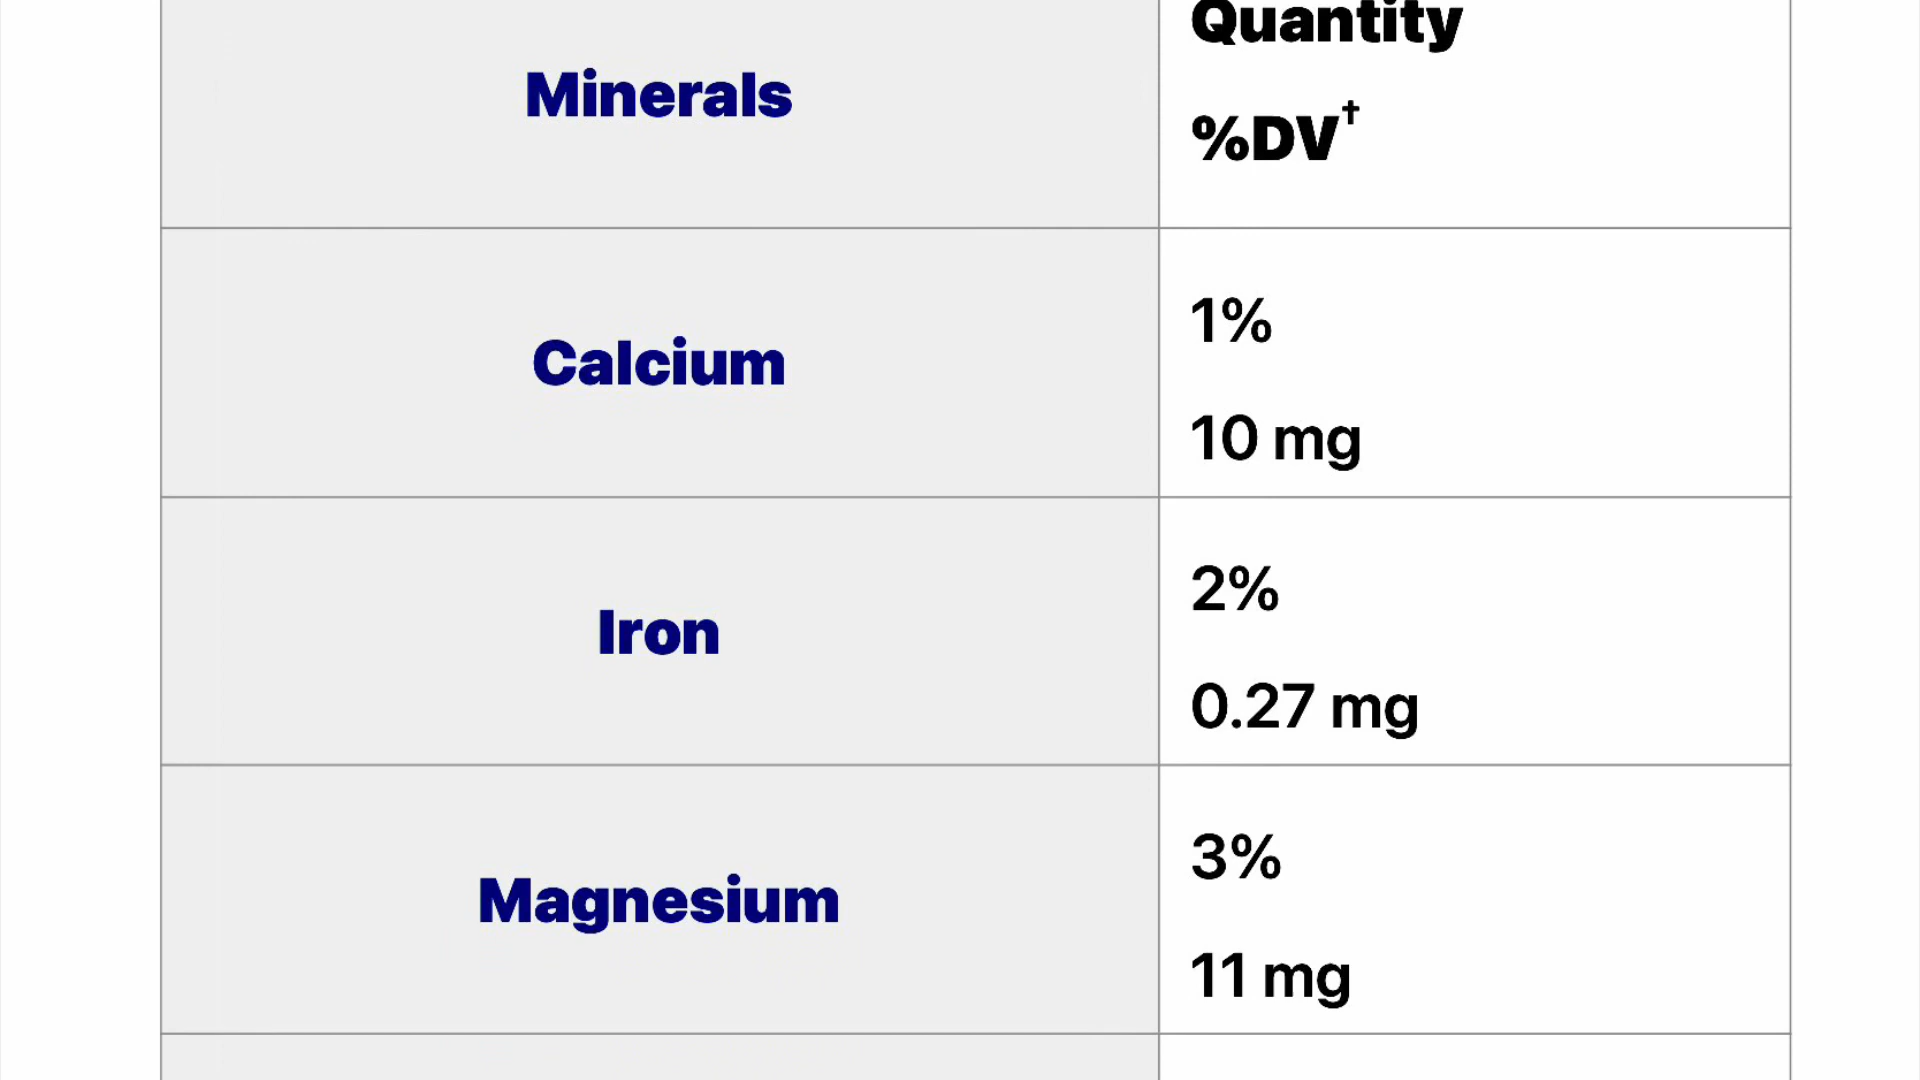 Minerals
Quantity
%DV†
Calcium
1%
10 mg
Iron
2%
0.27 mg
Magnesium
3%
11 mg